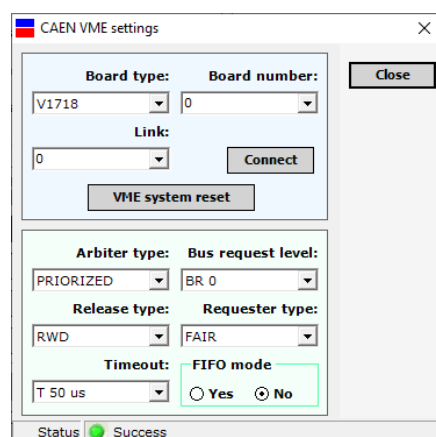 CAEN VME settings
Board type: Board number:
Close
V1718 0
Link:
0 Connect
VME system reset
Arbiter type: Bus request level:
PRIORIZED BR 0
Release type: Requester type:
RWD FAIR
Timeout: FIFO mode
T 50 us Yes No
Status Success